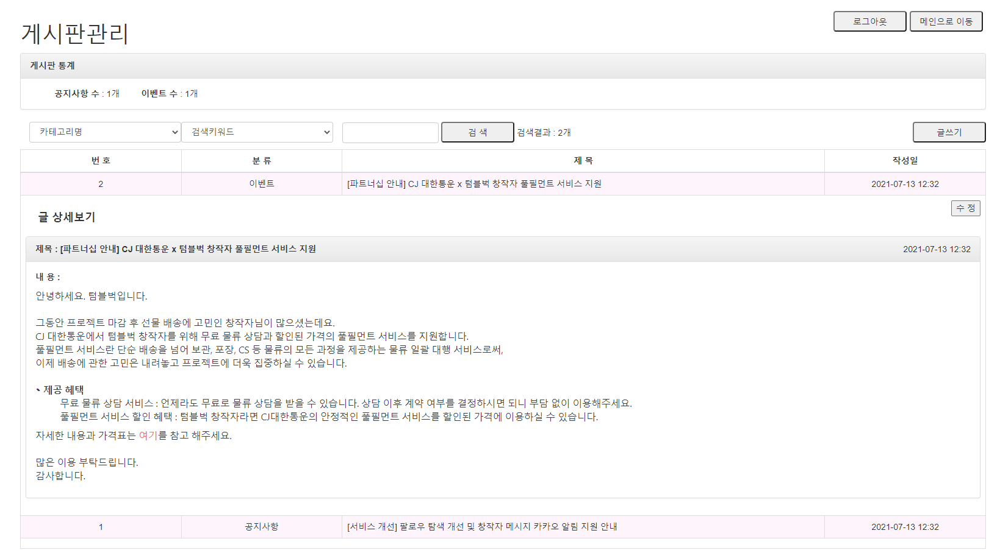 로그아웃 메인으로 이동
게시판관리
게시판 통계
공지사항 수 : 1개 이벤트 수 : 1개
카테고리명 검색키워드 검 색 검색결과 : 2개 글쓰기
번 호 분 류 제 목 작성일
2 이벤트 [파트너십 안내] CJ 대한통운 x 텀블벅 창작자 풀필먼트 서비스 지원 2021-07-13 12:32
수 정
글 상세보기
제목 : [파트너십 안내] CJ 대한통운 x 텀블벅 창작자 풀필먼트 서비스 지원 2021-07-13 12:32
내 용 :
안녕하세요. 텀블벅입니다.
그동안 프로젝트 마감 후 선물 배송에 고민인 창작자님이 많으셨는데요.
CJ 대한통운에서 텀블벅 창작자를 위해 무료 물류 상담과 할인된 가격의 풀필먼트 서비스를 지원합니다.
풀필먼트 서비스란 단순 배송을 넘어 보관, 포장, CS 등 물류의 모든 과정을 제공하는 물류 일괄 대행 서비스로써,
이제 배송에 관한 고민은 내려놓고 프로젝트에 더욱 집중하실 수 있습니다.
◝ 제공 혜택
무료 물류 상담 서비스 : 언제라도 무료로 물류 상담을 받을 수 있습니다. 상담 이후 계약 여부를 결정하시면 되니 부담 없이 이용해주세요.
풀필먼트 서비스 할인 혜택 : 텀블벅 창작자라면 CJ대한통운의 안정적인 풀필먼트 서비스를 할인된 가격에 이용하실 수 있습니다.
자세한 내용과 가격표는 여기를 참고 해주세요.
많은 이용 부탁드립니다.
감사합니다.
1 공지사항 [서비스 개선] 팔로우 탐색 개선 및 창작자 메시지 카카오 알림 지원 안내 2021-07-13 12:32